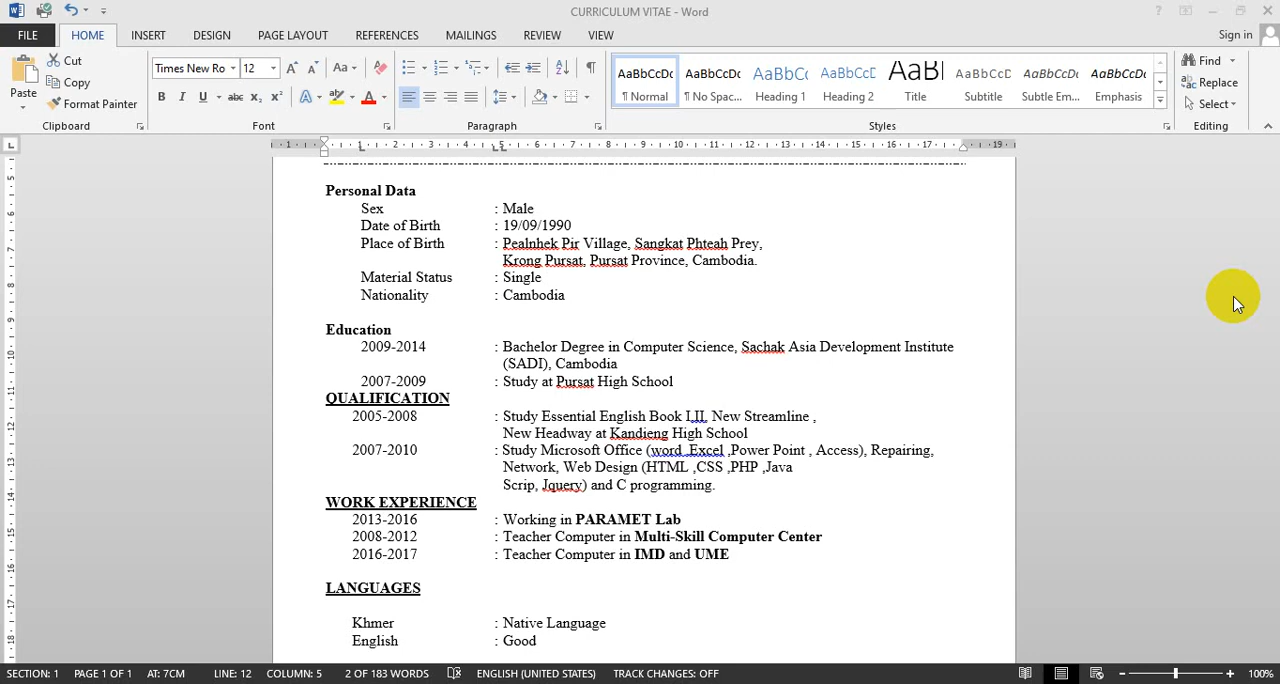 CURRICULUM VITAE - Word
FILE HOME INSERT DESIGN PAGE LAYOUT REFERENCES MAILINGS REVIEW VIEW Sign in
Paste Cut Copy Format Painter Clipboard
Times New Ro 12 Font
Paragraph
AaBbCcDc ¶ Normal AaBbCcDc ¶ No Spac... AaBbCc Heading 1 AaBbCc Heading 2 AaBl Title AaBbCcDc Subtitle AaBbCcDc Subtle Em... AaBbCcDc Emphasis Styles
Find Replace Select Editing
Personal Data
Sex : Male
Date of Birth : 19/09/1990
Place of Birth : Pealnhek Pir Village, Sangkat Phteah Prey,
Krong Pursat, Pursat Province, Cambodia.
Material Status : Single
Nationality : Cambodia
Education
2009-2014 : Bachelor Degree in Computer Science, Sachak Asia Development Institute
(SADI), Cambodia
2007-2009 : Study at Pursat High School
QUALIFICATION
2005-2008 : Study Essential English Book I,II, New Streamline ,
New Headway at Kandieng High School
2007-2010 : Study Microsoft Office (word ,Excel ,Power Point , Access), Repairing,
Network, Web Design (HTML ,CSS ,PHP ,Java
Scrip, Jquery) and C programming.
WORK EXPERIENCE
2013-2016 : Working in PARAMET Lab
2008-2012 : Teacher Computer in Multi-Skill Computer Center
2016-2017 : Teacher Computer in IMD and UME
LANGUAGES
Khmer : Native Language
English : Good
SECTION: 1 PAGE 1 OF 1 AT: 7CM LINE: 12 COLUMN: 5 2 OF 183 WORDS ENGLISH (UNITED STATES) TRACK CHANGES: OFF 100%